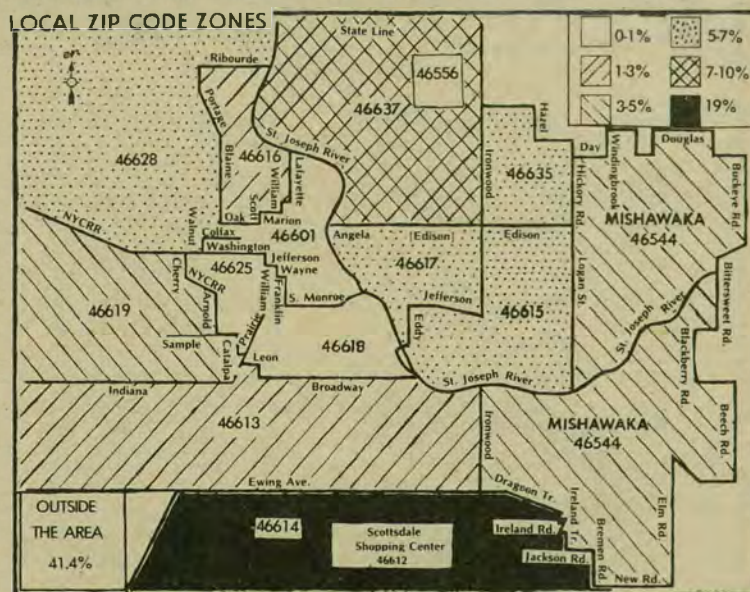 LOCAL ZIP CODE ZONES
State Line
0-1%
5-7%
1-3%
7-10%
3-5%
19%
Ribourde
46556
46637
Portage
St. Joseph River
Hazel
46628
Blaine
46616
Lafayette
William
Scott
Ironwood
46635
Day
Windingbrook
Douglas
Buckeye Rd.
Hickory Rd.
MISHAWAKA
46544
NYCRR
Walnut
Oak
Marion
Colfax
46601
Washington
Angela
[Edison]
Edison
Jefferson
Wayne
46617
Logan St.
Bittersweet Rd.
Cherry
NYCRR
46625
William
Franklin
S. Monroe
Jefferson
46615
St. Joseph River
46619
Arnold
Prairie
Eddy
Blackberry Rd.
Sample
Catalpa
Leon
46618
St. Joseph River
Indiana
Broadway
Beech Rd.
46613
Ironwood
MISHAWAKA
46544
Ewing Ave.
Dragoon Tr.
OUTSIDE
THE AREA
41.4%
46614
Scottsdale
Shopping Center
46612
Ireland Rd.
Ireland Tr.
Jackson Rd.
Bremen Rd.
Elm Rd.
New Rd.